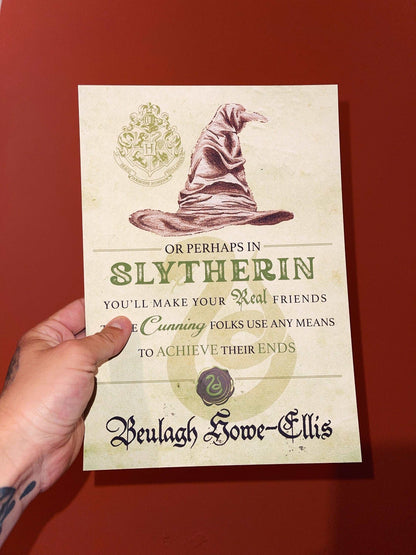 OR PERHAPS IN
SLYTHERIN
YOU'LL MAKE YOUR Real FRIENDS
Cunning FOLKS USE ANY MEANS
TO ACHIEVE THEIR ENDS
Beulagh Howe-Ellis